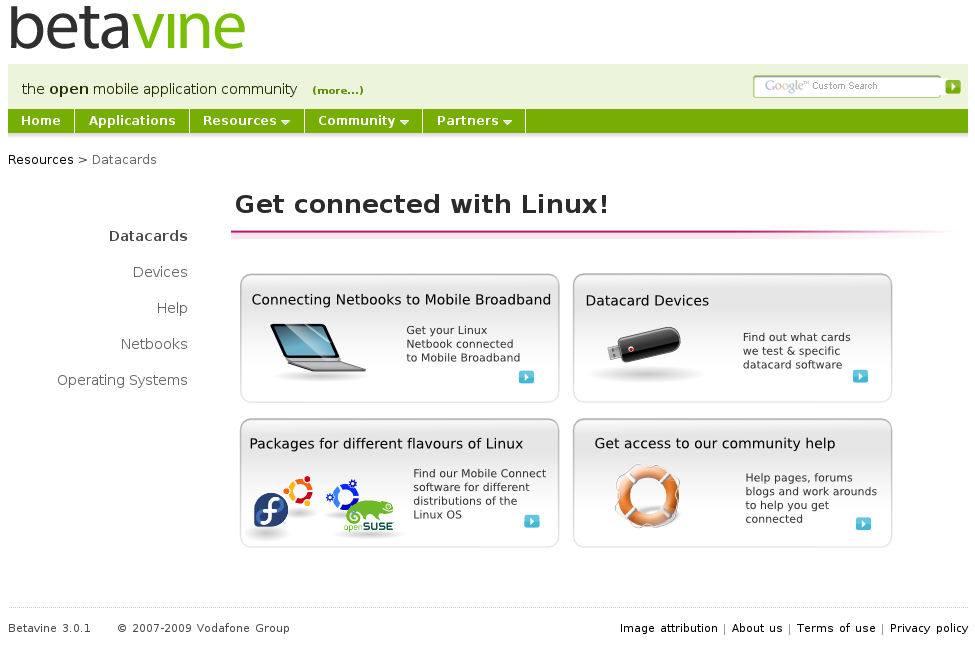 betavine
the open mobile application community (more...)
Google™ Custom Search
Home Applications Resources Community Partners
Resources > Datacards
Get connected with Linux!
Datacards
Devices
Help
Netbooks
Operating Systems
Connecting Netbooks to Mobile Broadband
Get your Linux
Netbook connected
to Mobile Broadband
Datacard Devices
Find out what cards
we test & specific
datacard software
Packages for different flavours of Linux
Find our Mobile Connect
software for different
distributions of the
Linux OS
openSUSE
Get access to our community help
Help pages, forums
blogs and work arounds
to help you get
connected
Betavine 3.0.1 © 2007-2009 Vodafone Group
Image attribution | About us | Terms of use | Privacy policy